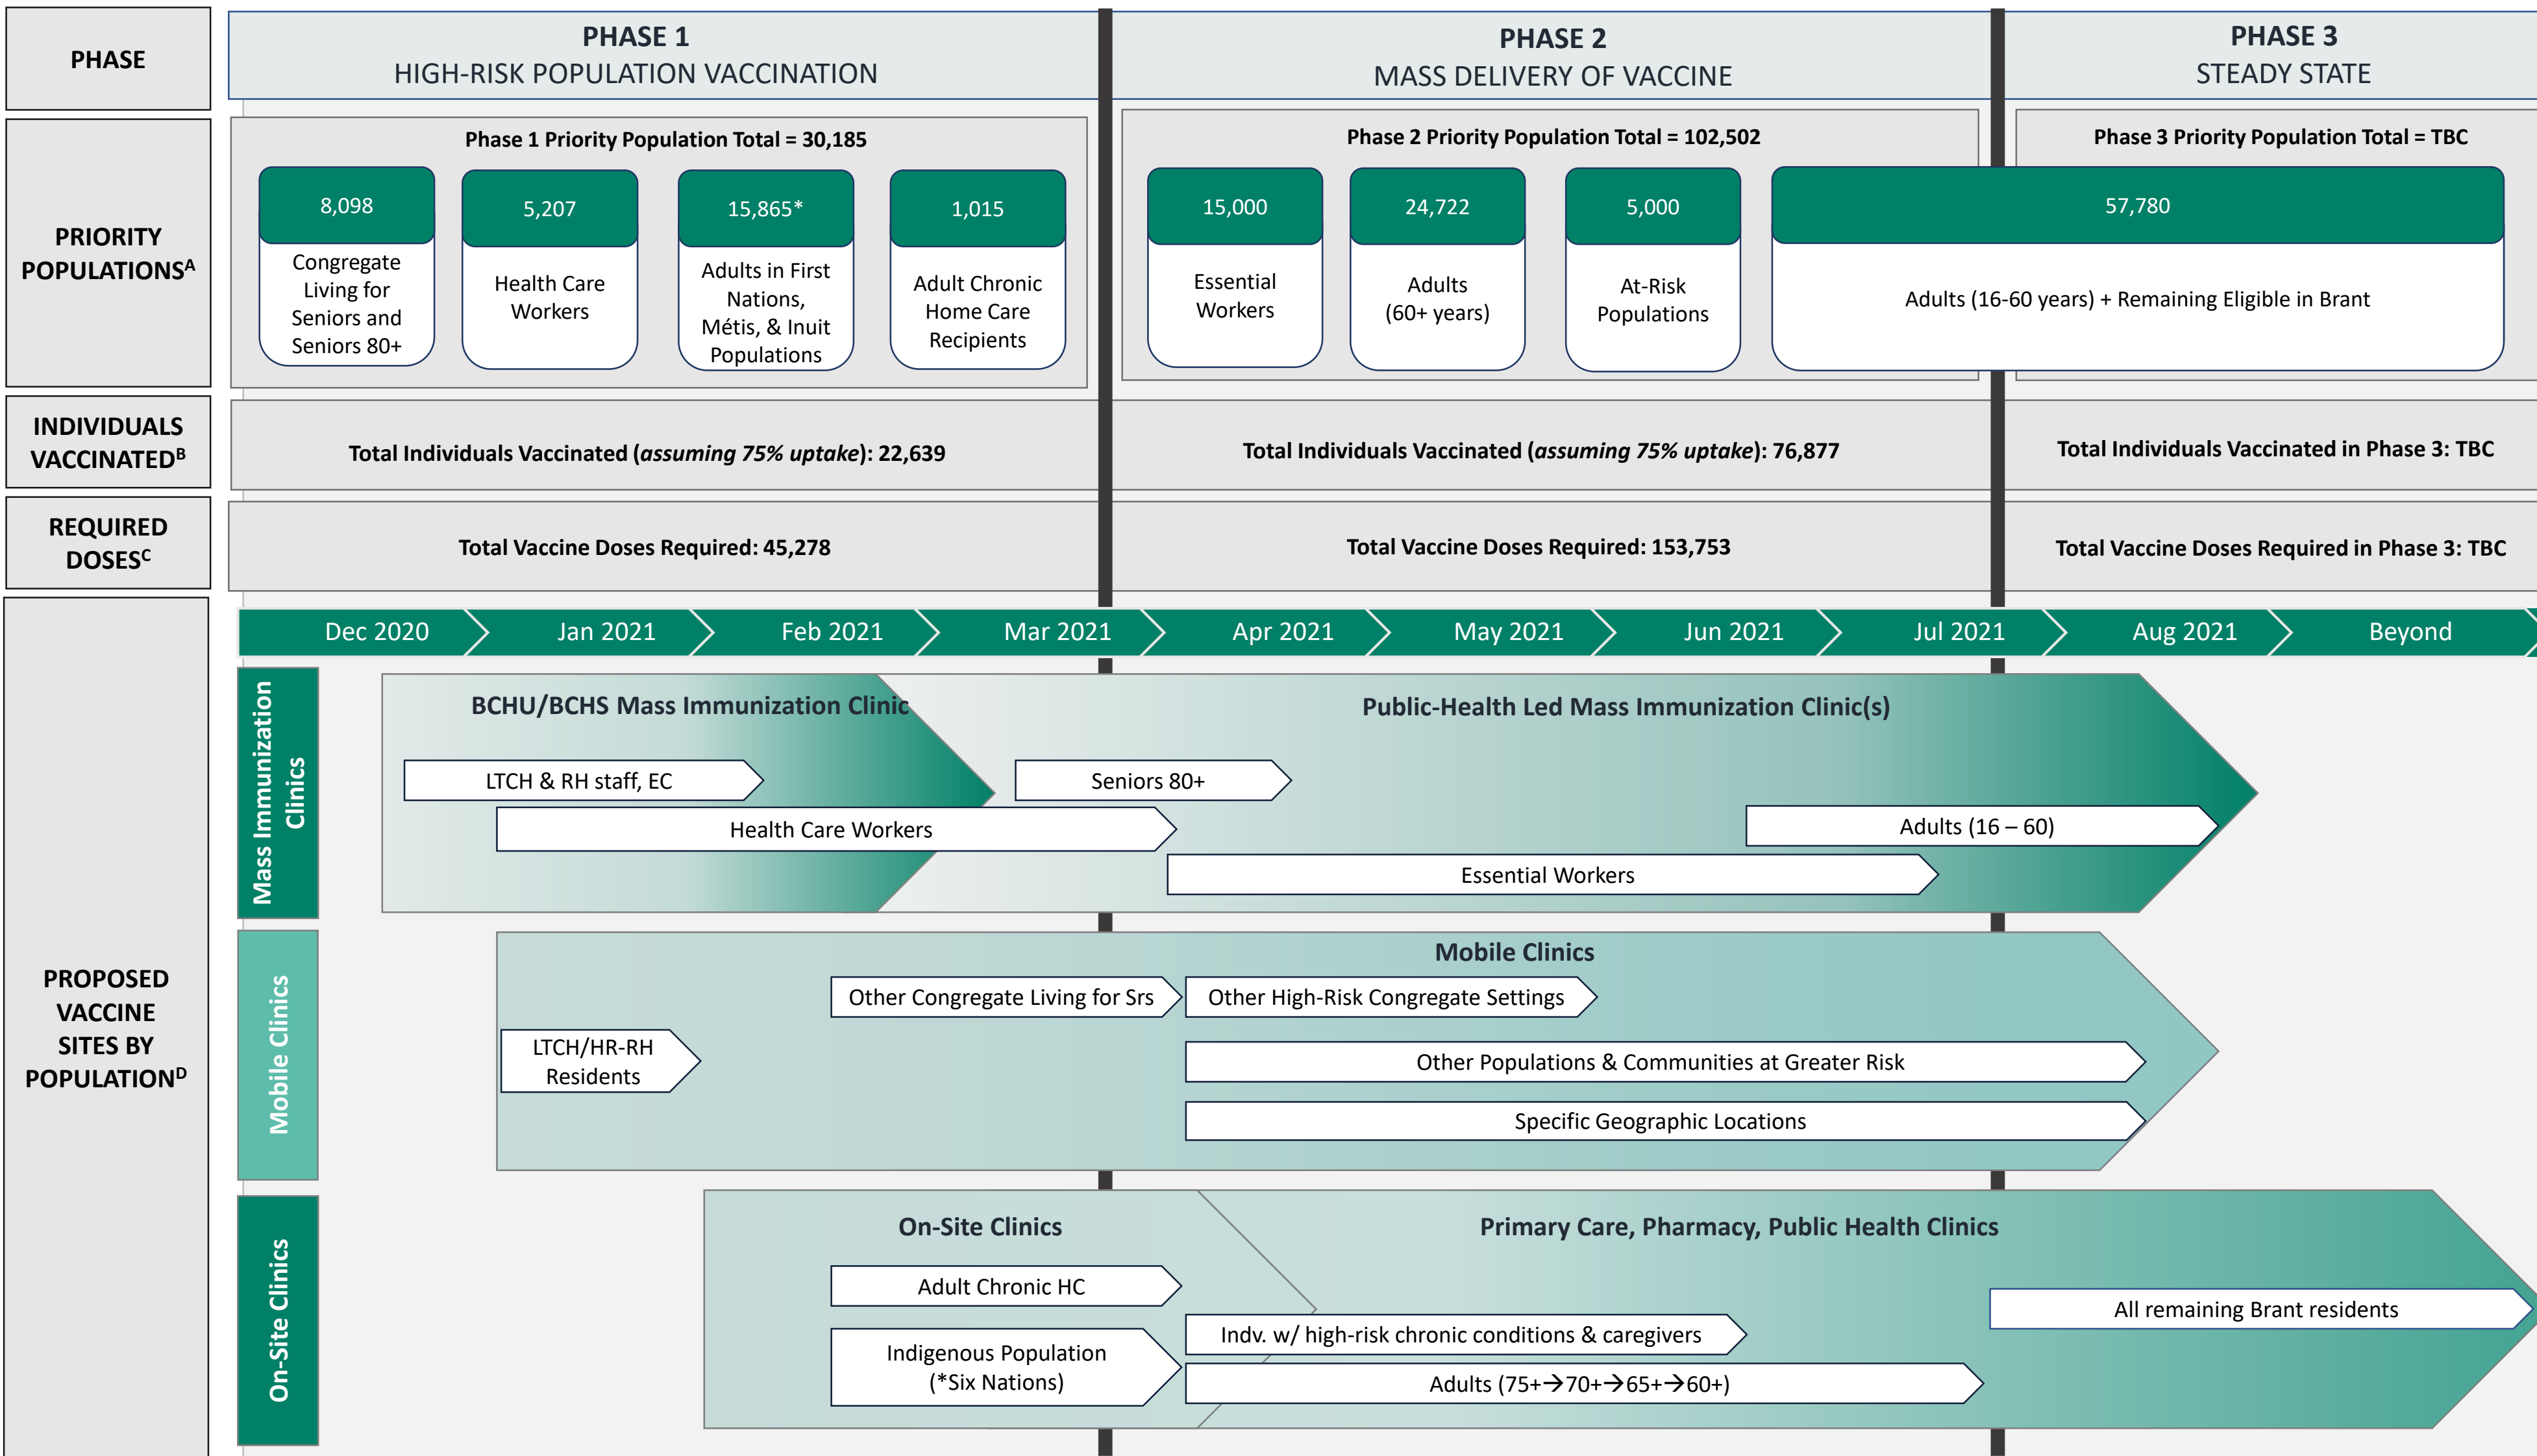 PHASE
PHASE 1
HIGH-RISK POPULATION VACCINATION
PHASE 2
MASS DELIVERY OF VACCINE
PHASE 3
STEADY STATE
PRIORITY
POPULATIONSᴬ
Phase 1 Priority Population Total = 30,185
8,098
Congregate
Living for
Seniors and
Seniors 80+
5,207
Health Care
Workers
15,865*
Adults in First
Nations,
Métis, & Inuit
Populations
1,015
Adult Chronic
Home Care
Recipients
Phase 2 Priority Population Total = 102,502
15,000
Essential
Workers
24,722
Adults
(60+ years)
5,000
At-Risk
Populations
Phase 3 Priority Population Total = TBC
57,780
Adults (16-60 years) + Remaining Eligible in Brant
INDIVIDUALS
VACCINATEDᴮ
Total Individuals Vaccinated (assuming 75% uptake): 22,639
Total Individuals Vaccinated (assuming 75% uptake): 76,877
Total Individuals Vaccinated in Phase 3: TBC
REQUIRED
DOSESC
Total Vaccine Doses Required: 45,278
Total Vaccine Doses Required: 153,753
Total Vaccine Doses Required in Phase 3: TBC
Dec 2020
Jan 2021
Feb 2021
Mar 2021
Apr 2021
May 2021
Jun 2021
Jul 2021
Aug 2021
Beyond
PROPOSED
VACCINE
SITES BY
POPULATIONᴰ
Mass Immunization
Clinics
BCHU/BCHS Mass Immunization Clinic
Public-Health Led Mass Immunization Clinic(s)
LTCH & RH staff, EC
Seniors 80+
Health Care Workers
Adults (16 – 60)
Essential Workers
Mobile Clinics
Mobile Clinics
Other Congregate Living for Srs
Other High-Risk Congregate Settings
LTCH/HR-RH
Residents
Other Populations & Communities at Greater Risk
Specific Geographic Locations
On-Site Clinics
On-Site Clinics
Primary Care, Pharmacy, Public Health Clinics
Adult Chronic HC
Indigenous Population
(*Six Nations)
Indv. w/ high-risk chronic conditions & caregivers
Adults (75+→70+→65+→60+)
All remaining Brant residents